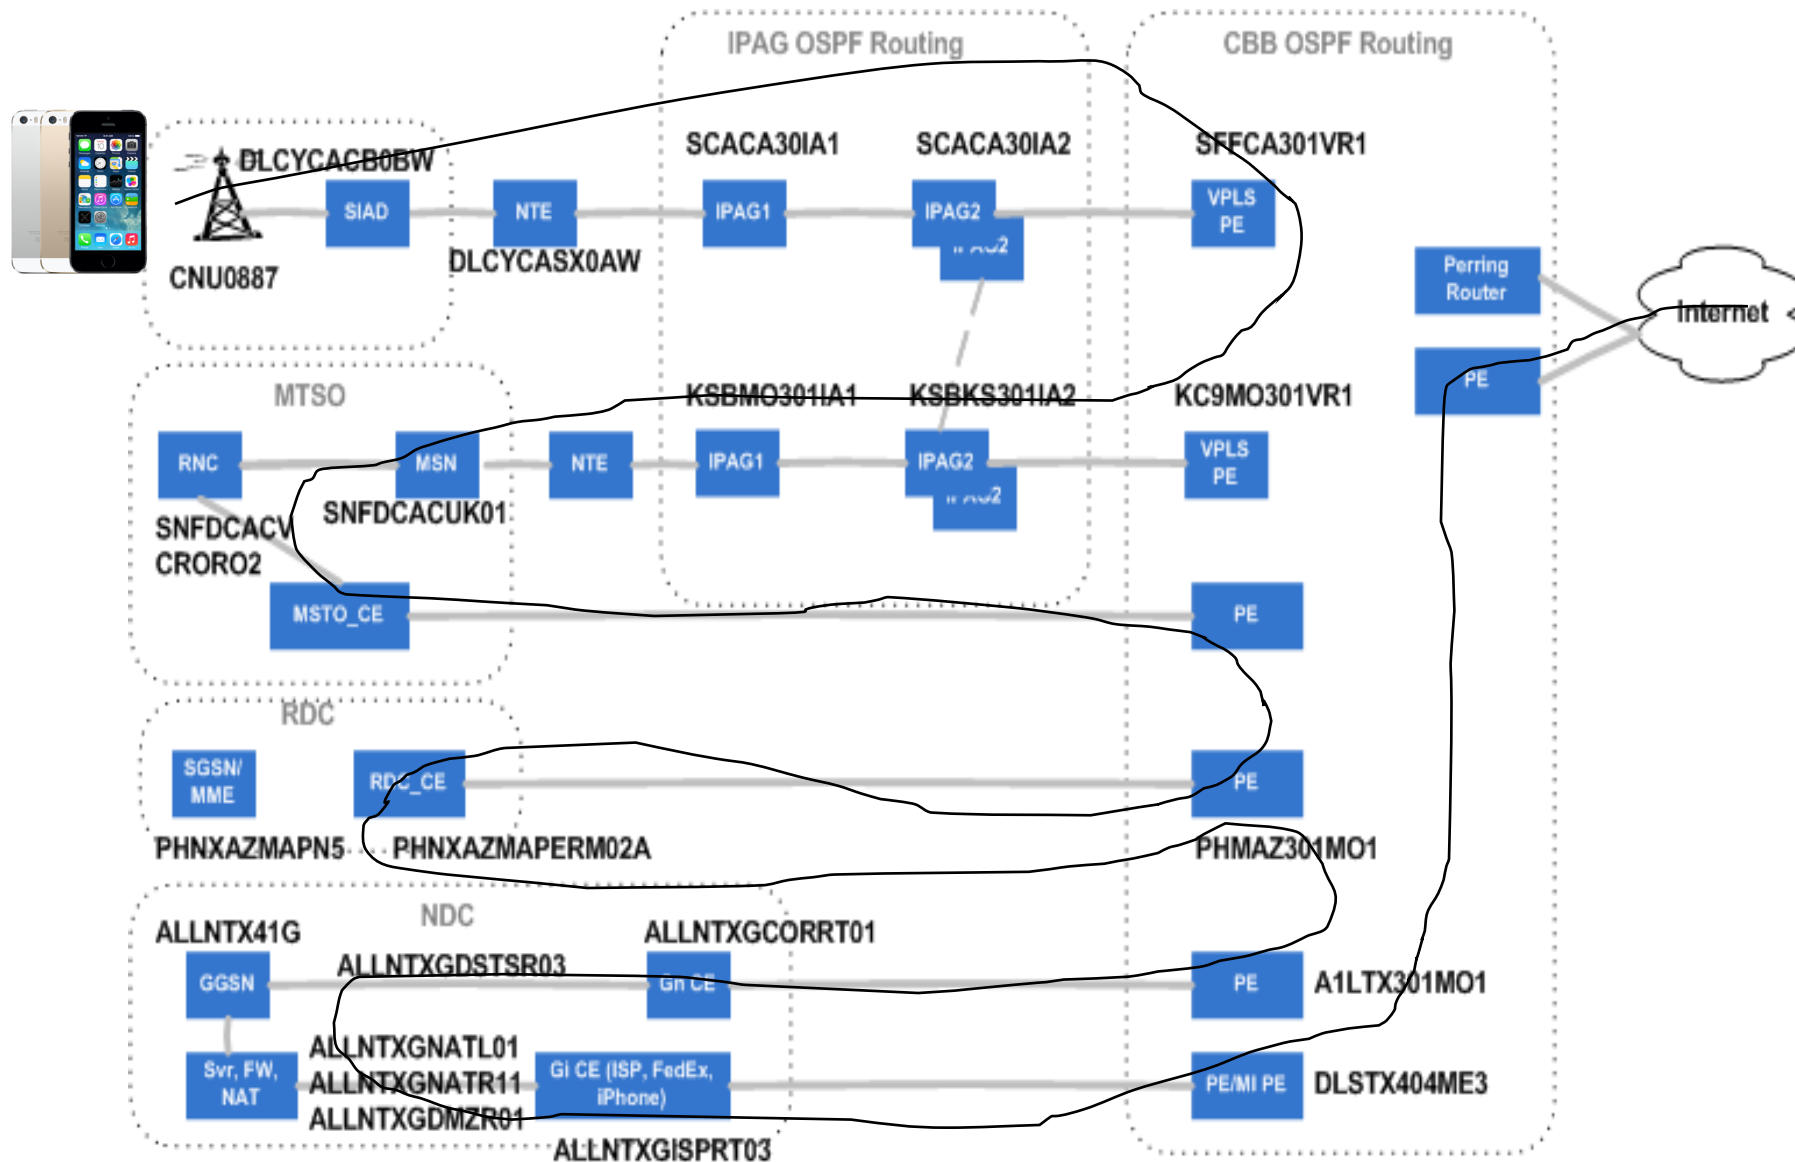 IPAG OSPF Routing
CBB OSPF Routing
DLCYCACB0BW
SCACA30IA1
SCACA30IA2
SFFCA301VR1
SIAD
NTE
IPAG1
IPAG2
IPAG2
VPLS
PE
CNU0887
DLCYCASX0AW
Perring
Router
Internet
PE
MTSO
KSBMO301IA1
KSBKS301IA2
KC9MO301VR1
RNC
MSN
NTE
IPAG1
IPAG2
IPAG2
VPLS
PE
SNFDCACV
CRORO2
SNFDCACUK01
MSTO_CE
PE
RDC
SGSN/
MME
RDC_CE
PE
PHNXAZMAPN5
PHNXAZMAPERM02A
PHMAZ301MO1
NDC
ALLNTX41G
ALLNTXGCORRT01
ALLNTXGDSTSR03
GGSN
Gn CE
PE
A1LTX301MO1
ALLNTXGNATL01
ALLNTXGNATR11
ALLNTXGDMZR01
Svr, FW,
NAT
Gi CE (ISP, FedEx,
iPhone)
PE/MI PE
DLSTX404ME3
ALLNTXGISPRT03